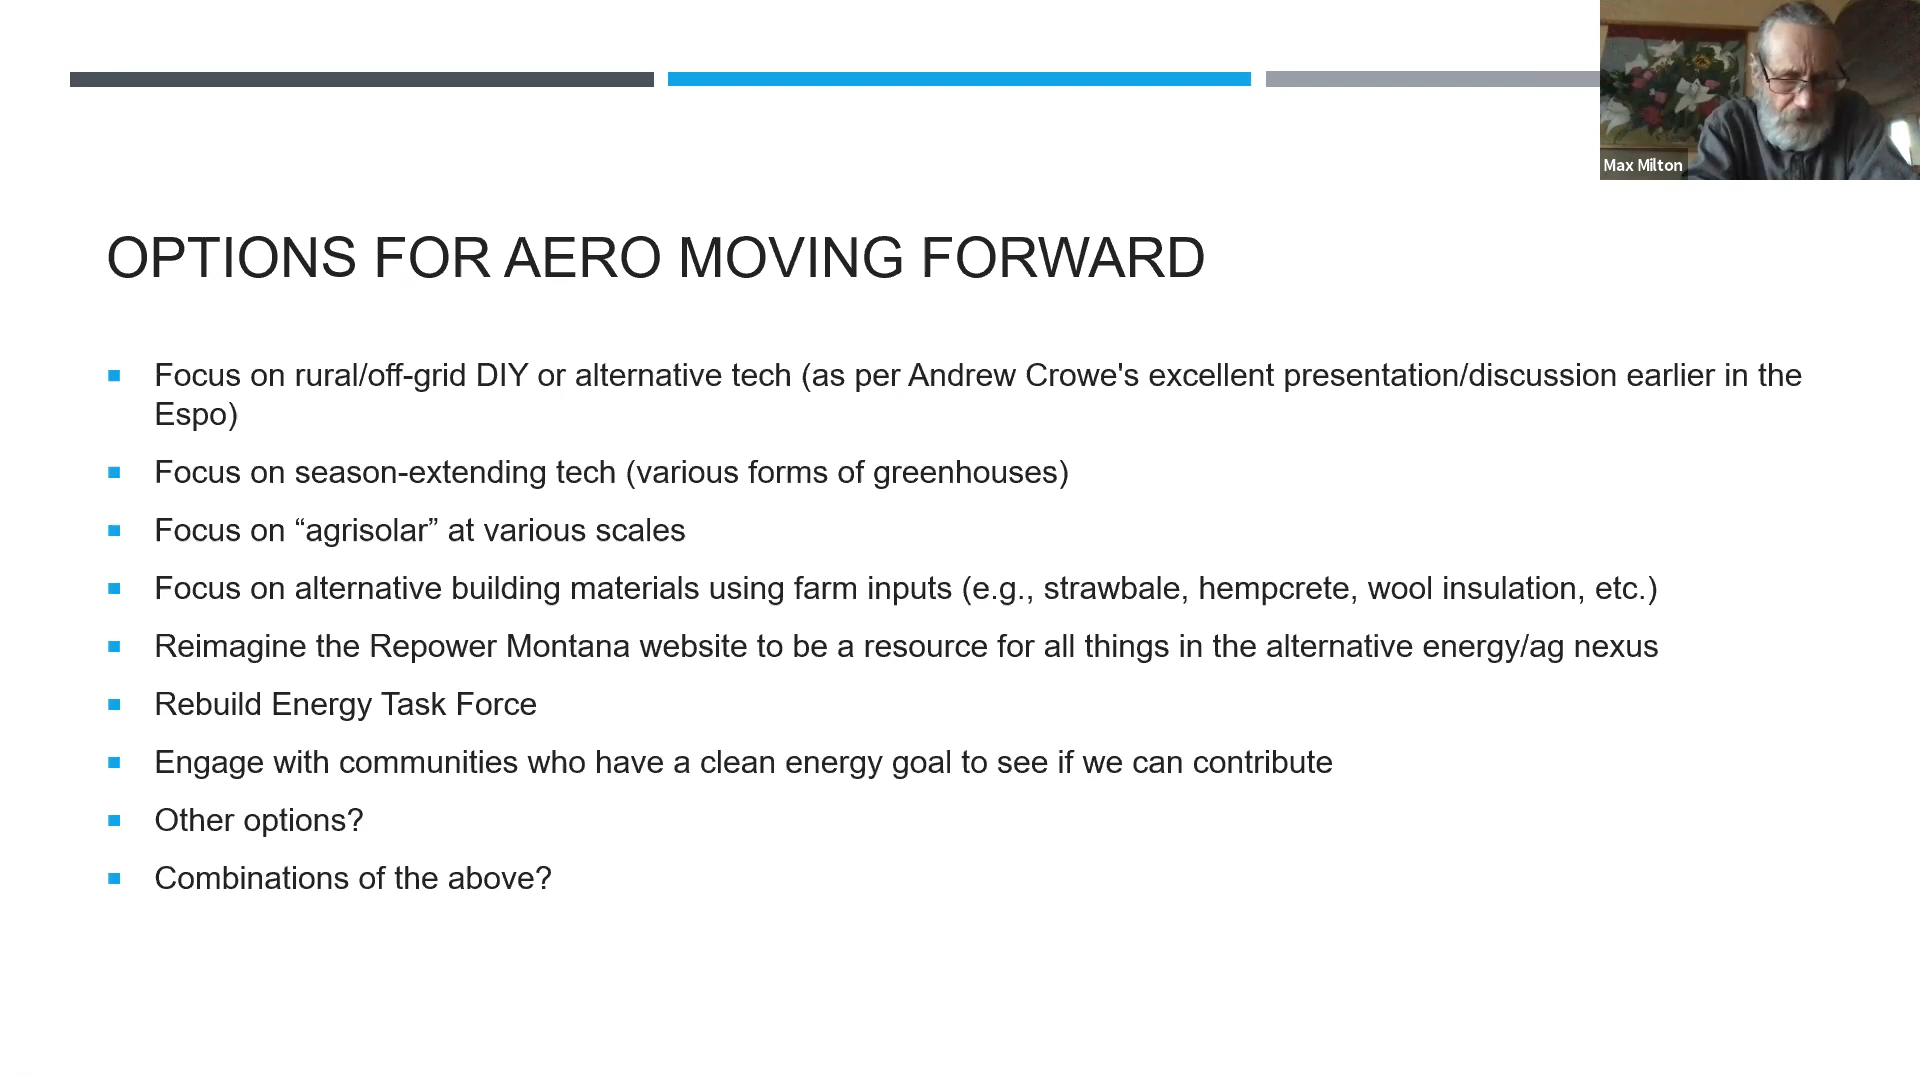 Max Milton
OPTIONS FOR AERO MOVING FORWARD
Focus on rural/off-grid DIY or alternative tech (as per Andrew Crowe's excellent presentation/discussion earlier in the
Espo)
Focus on season-extending tech (various forms of greenhouses)
Focus on “agrisolar” at various scales
Focus on alternative building materials using farm inputs (e.g., strawbale, hempcrete, wool insulation, etc.)
Reimagine the Repower Montana website to be a resource for all things in the alternative energy/ag nexus
Rebuild Energy Task Force
Engage with communities who have a clean energy goal to see if we can contribute
Other options?
Combinations of the above?